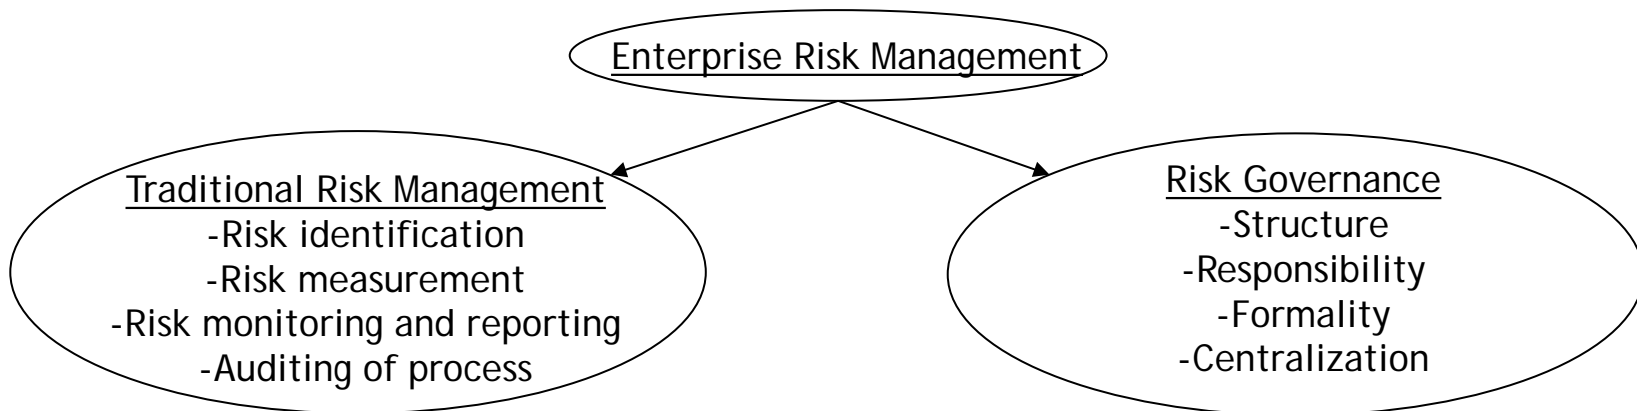 Enterprise Risk Management
Traditional Risk Management
-Risk identification
-Risk measurement
-Risk monitoring and reporting
-Auditing of process
Risk Governance
-Structure
-Responsibility
-Formality
-Centralization